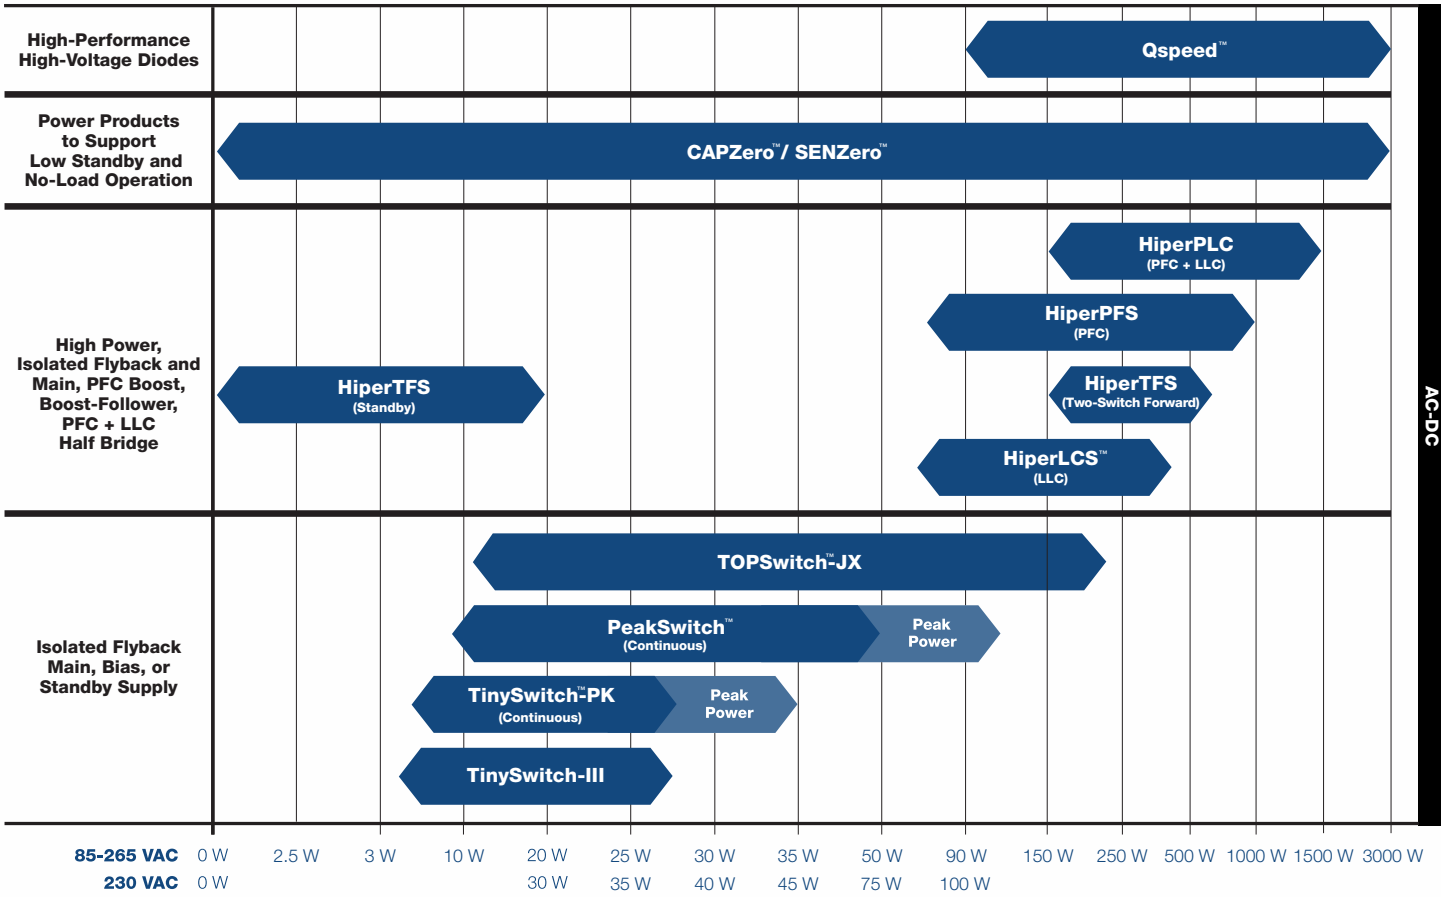 High-Performance
High-Voltage Diodes
Qspeed™
Power Products
to Support
Low Standby and
No-Load Operation
CAPZero™/ SENZero™
High Power,
Isolated Flyback and
Main, PFC Boost,
Boost-Follower,
PFC + LLC
Half Bridge
HiperPLC
(PFC + LLC)
HiperPFS
(PFC)
HiperTFS
(Standby)
HiperTFS
(Two-Switch Forward)
HiperLCS™
(LLC)
Isolated Flyback
Main, Bias, or
Standby Supply
TOPSwitch™-JX
PeakSwitch™
(Continuous)
Peak
Power
TinySwitch™-PK
(Continuous)
Peak
Power
TinySwitch-III
AC-DC
85-265 VAC 0 W 2.5 W 3 W 10 W 20 W 25 W 30 W 35 W 50 W 90 W 150 W 250 W 500 W 1000 W 1500 W 3000 W
230 VAC 0 W 30 W 35 W 40 W 45 W 75 W 100 W